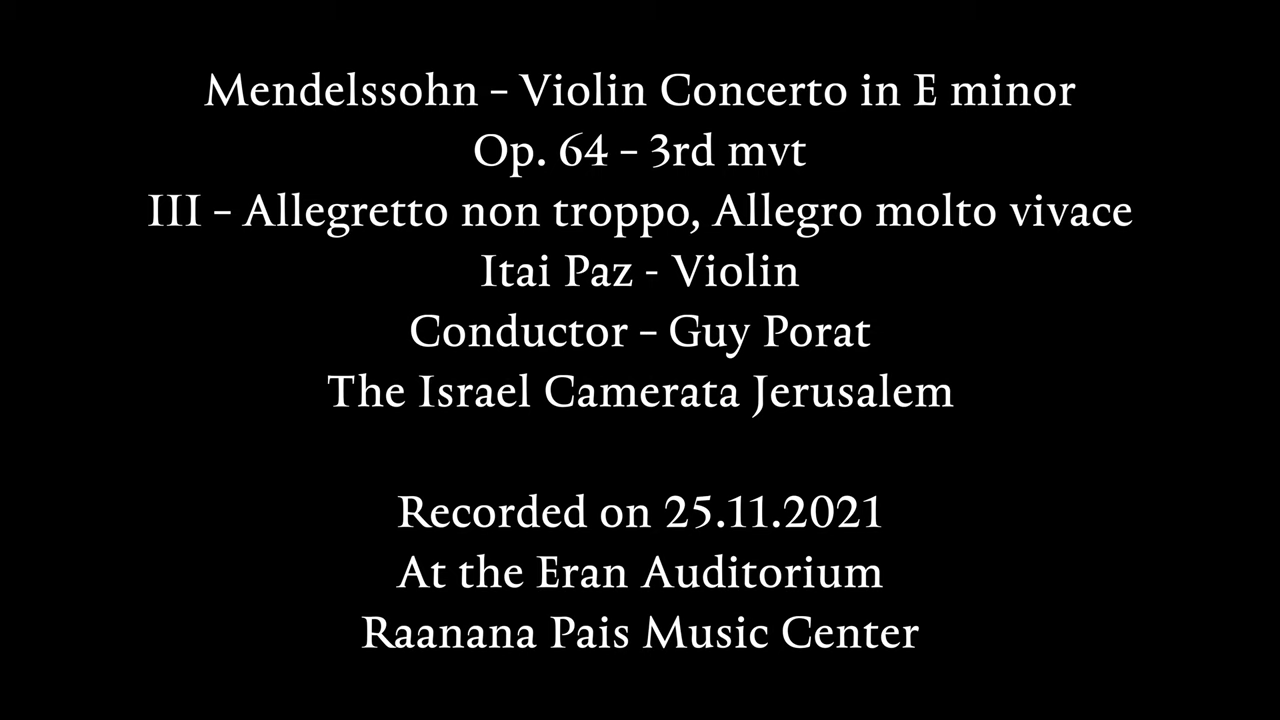 Mendelssohn – Violin Concerto in E minor
Op. 64 – 3rd mvt
III – Allegretto non troppo, Allegro molto vivace
Itai Paz - Violin
Conductor – Guy Porat
The Israel Camerata Jerusalem
Recorded on 25.11.2021
At the Eran Auditorium
Raanana Pais Music Center